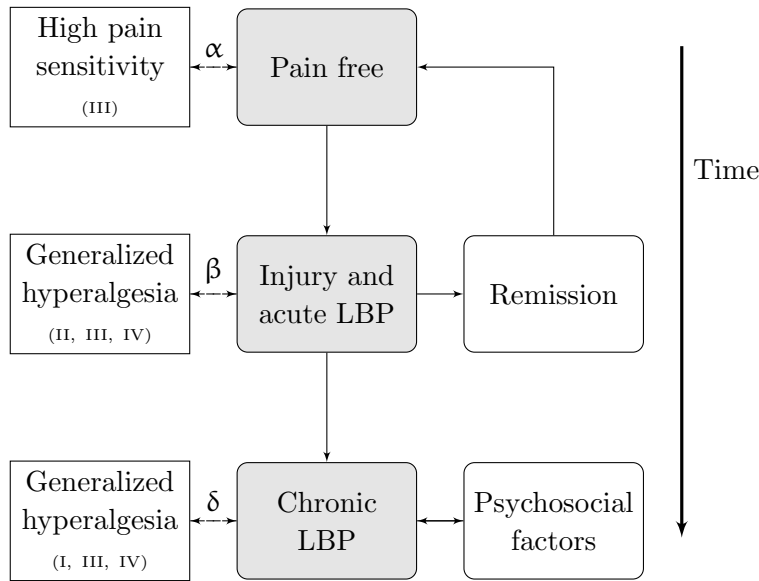 High pain
sensitivity
(III)
α
Pain free
Time
Generalized
hyperalgesia
(II, III, IV)
β
Injury and
acute LBP
Remission
Generalized
hyperalgesia
(I, III, IV)
δ
Chronic
LBP
Psychosocial
factors